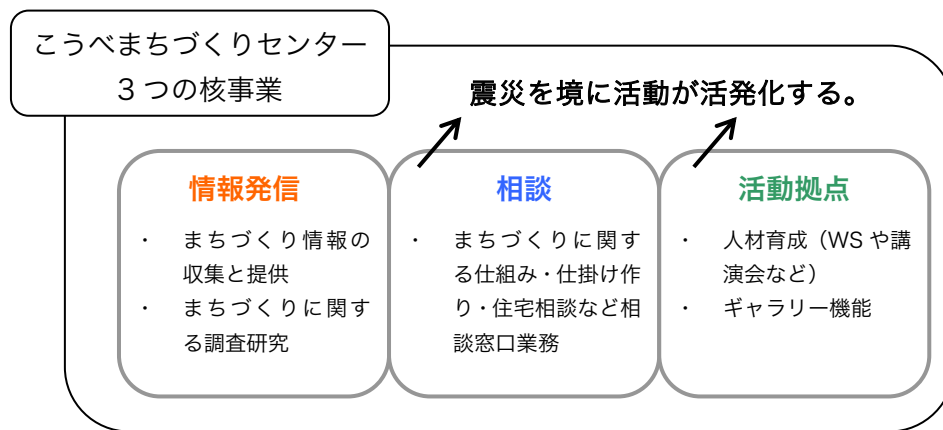 こうべまちづくりセンター
3つの核事業
震災を境に活動が活発化する。
情報発信
・ まちづくり情報の
収集と提供
・ まちづくりに関す
る調査研究
相談
・ まちづくりに関す
る仕組み・仕掛け作
り・住宅相談など相
談窓口業務
活動拠点
・ 人材育成（WS や講
演会など）
・ ギャラリー機能